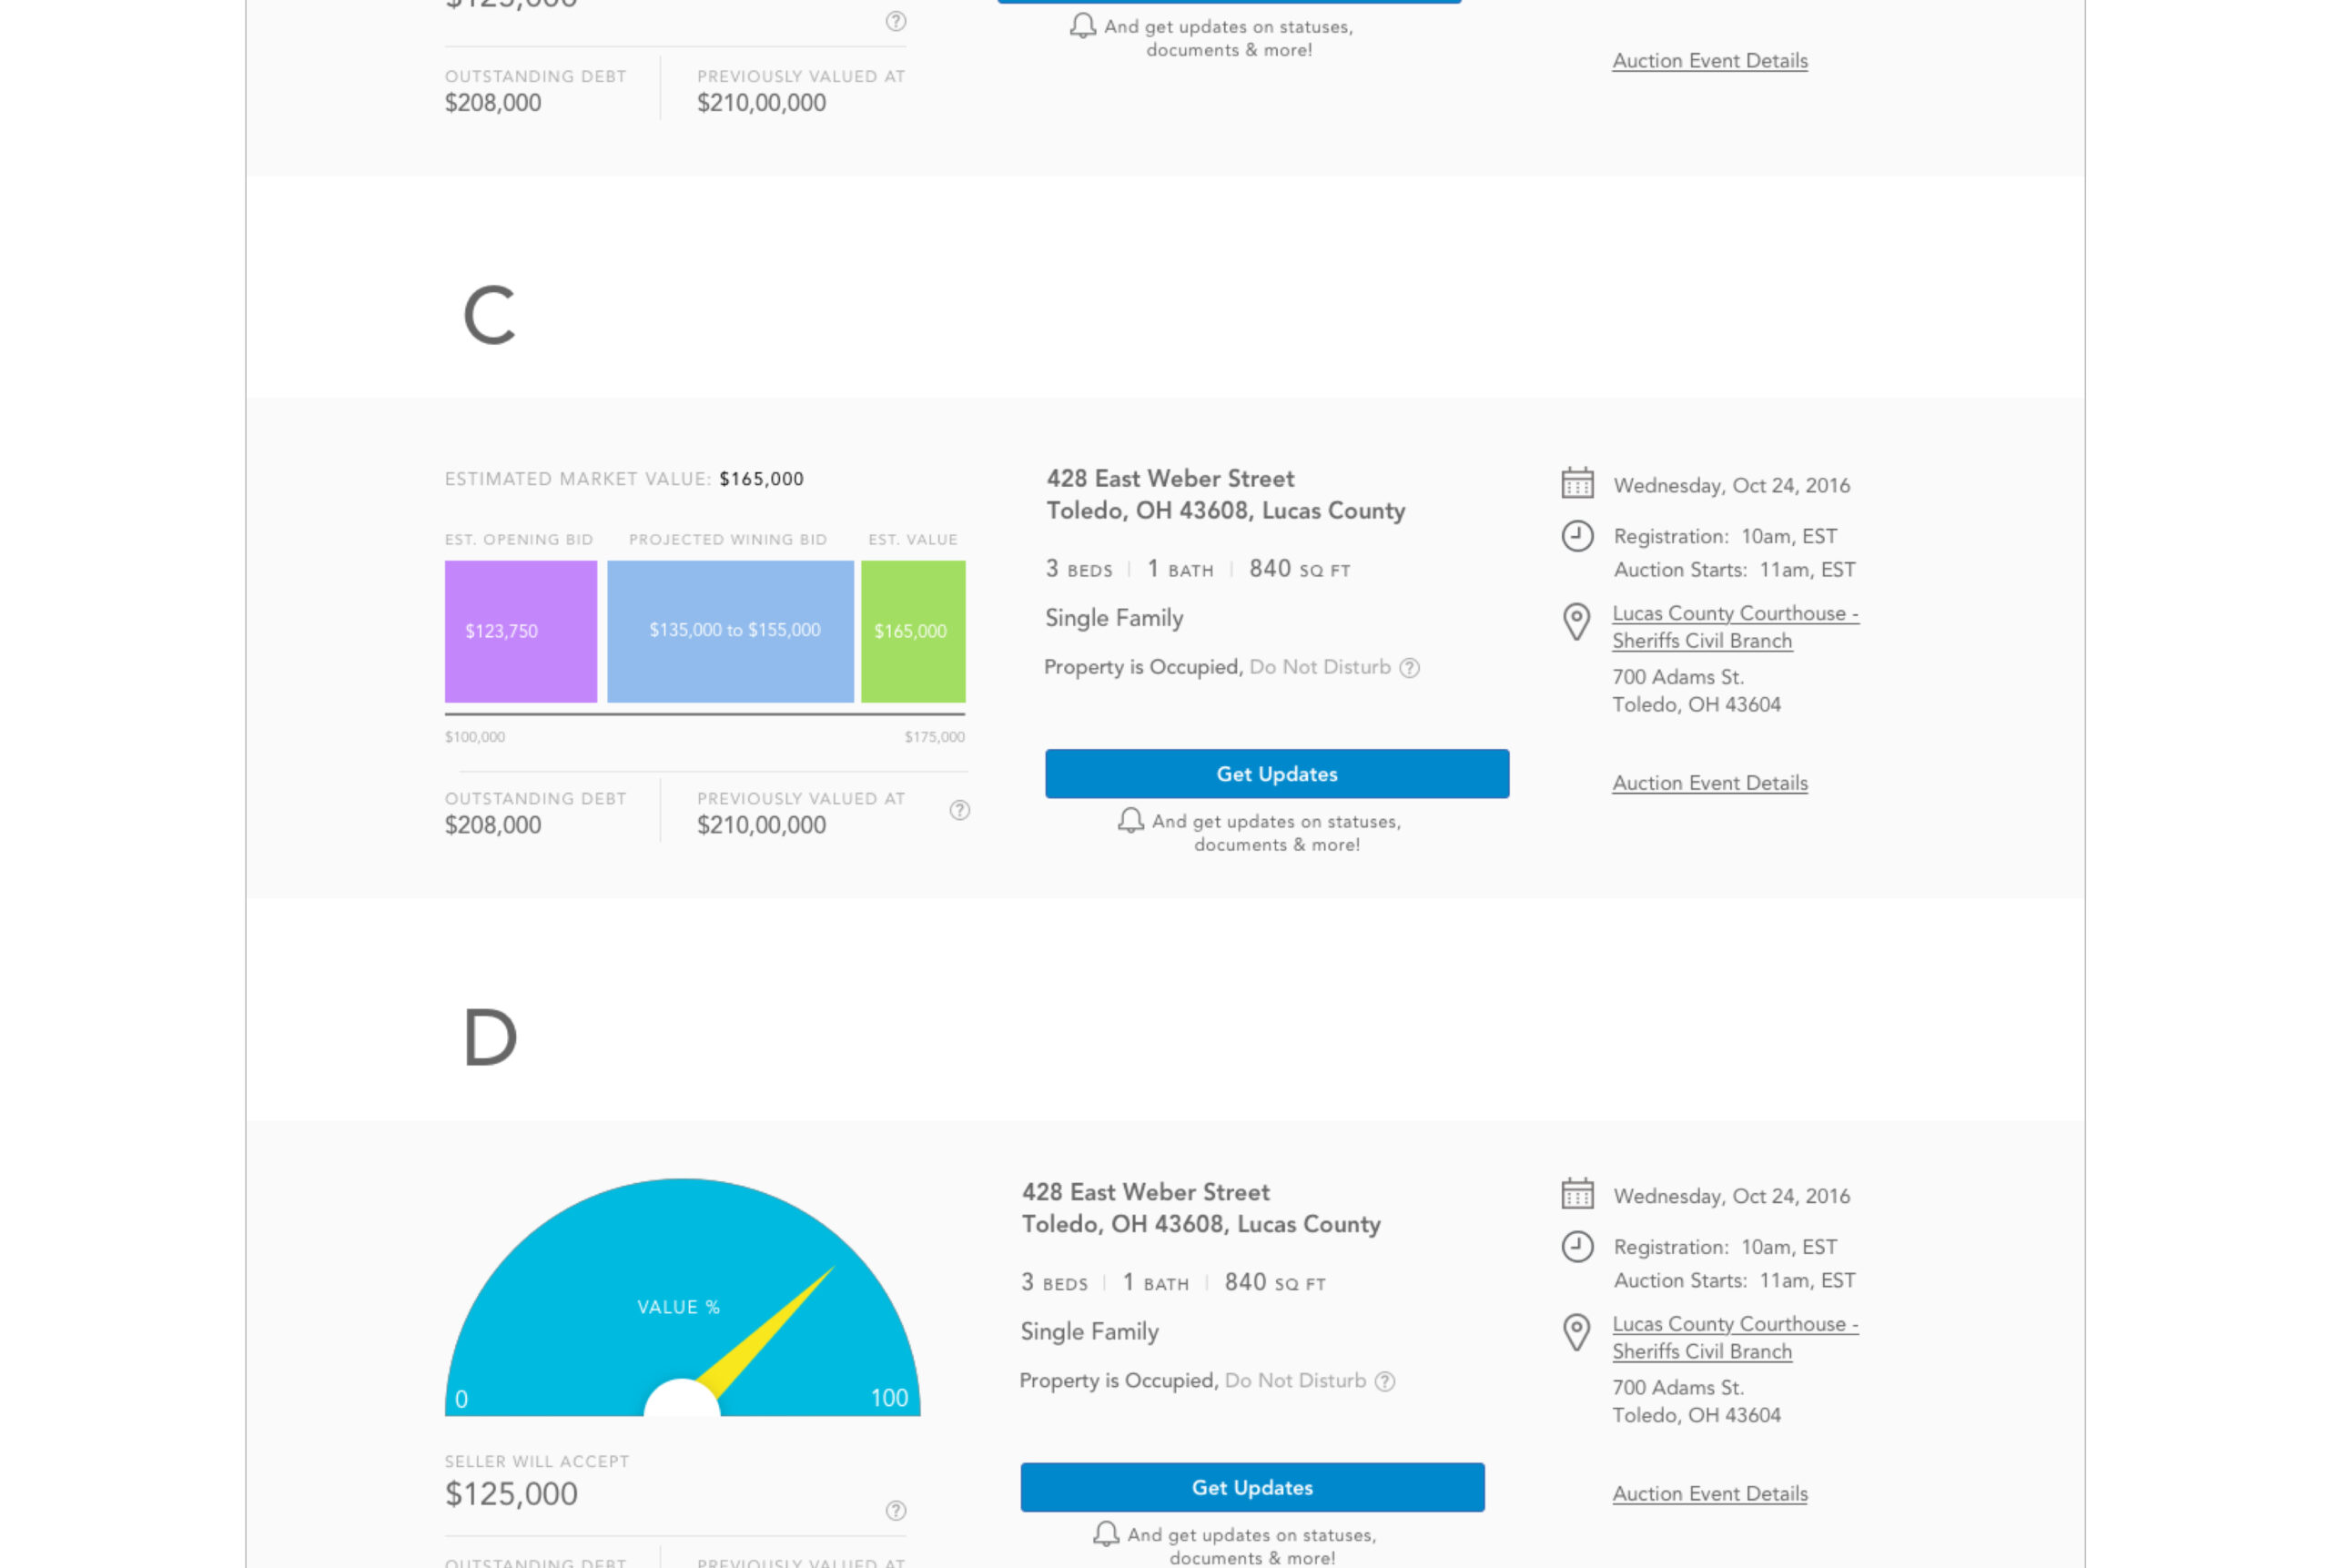 $125,000
And get updates on statuses,
documents & more!
Auction Event Details
OUTSTANDING DEBT
$208,000
PREVIOUSLY VALUED AT
$210,00,000
C
ESTIMATED MARKET VALUE: $165,000
EST. OPENING BID
PROJECTED WINING BID
EST. VALUE
$123,750
$135,000 to $155,000
$165,000
$100,000
$175,000
OUTSTANDING DEBT
$208,000
PREVIOUSLY VALUED AT
$210,00,000
428 East Weber Street
Toledo, OH 43608, Lucas County
3 BEDS | 1 BATH | 840 SQ FT
Single Family
Property is Occupied, Do Not Disturb ?
Get Updates
And get updates on statuses,
documents & more!
Wednesday, Oct 24, 2016
Registration: 10am, EST
Auction Starts: 11am, EST
Lucas County Courthouse -
Sheriffs Civil Branch
700 Adams St.
Toledo, OH 43604
Auction Event Details
D
VALUE %
0
100
SELLER WILL ACCEPT
$125,000
OUTSTANDING DEBT
PREVIOUSLY VALUED AT
428 East Weber Street
Toledo, OH 43608, Lucas County
3 BEDS | 1 BATH | 840 SQ FT
Single Family
Property is Occupied, Do Not Disturb ?
Get Updates
And get updates on statuses,
documents & more!
Wednesday, Oct 24, 2016
Registration: 10am, EST
Auction Starts: 11am, EST
Lucas County Courthouse -
Sheriffs Civil Branch
700 Adams St.
Toledo, OH 43604
Auction Event Details